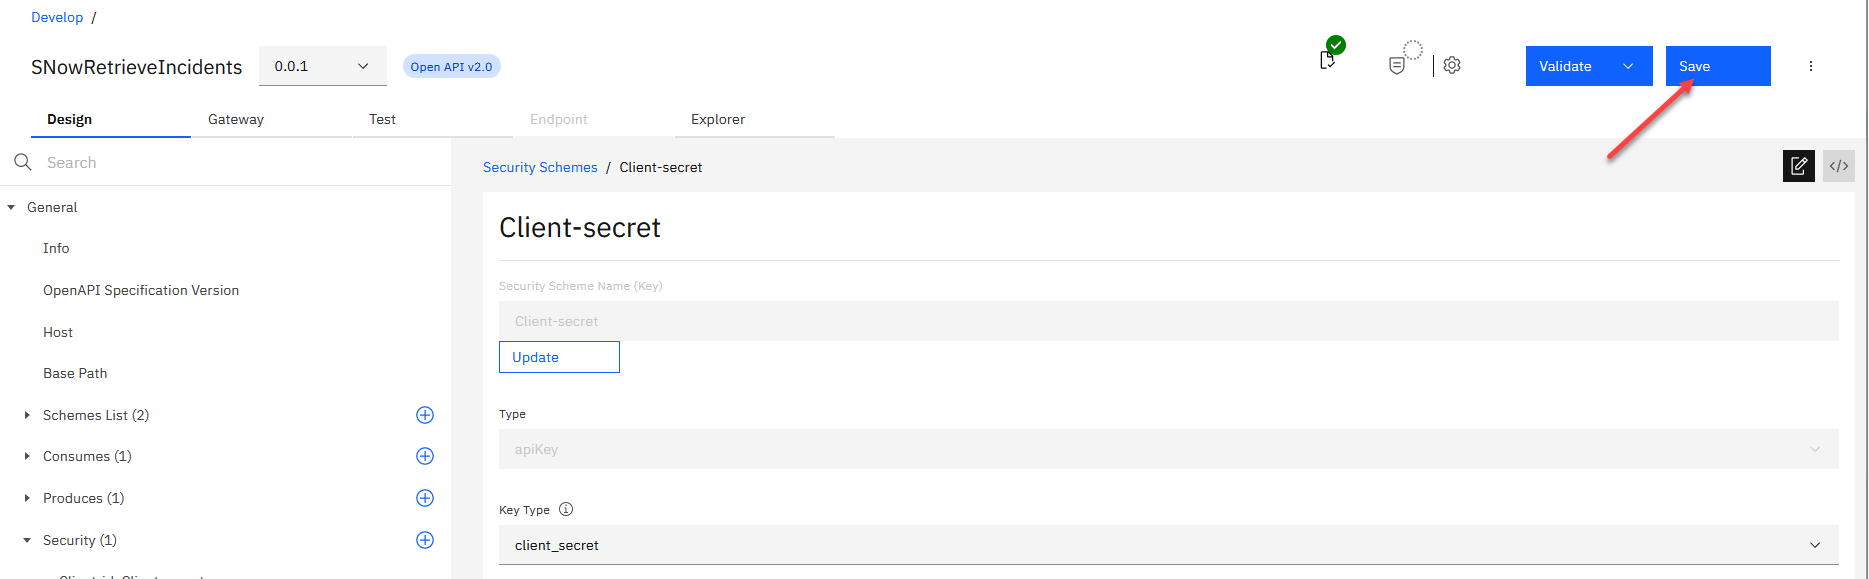 Develop /
SNowRetrieveIncidents
0.0.1
Open API v2.0
Validate
Save
Design
Gateway
Test
Endpoint
Explorer
Search
Security Schemes / Client-secret
</>
General
Info
OpenAPI Specification Version
Host
Base Path
Schemes List (2)
Consumes (1)
Produces (1)
Security (1)
Client-secret
Security Scheme Name (Key)
Client-secret
Update
Type
apiKey
Key Type
client_secret